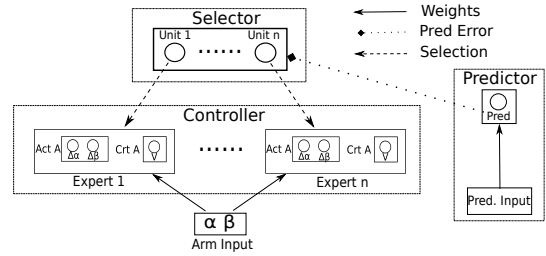 Selector
Unit 1
Unit n
Weights
Pred Error
Selection
Predictor
Pred
Pred. Input
Controller
Act A
Δα Δβ
Crt A
V
Expert 1
Act A
Δα Δβ
Crt A
V
Expert n
α β
Arm Input